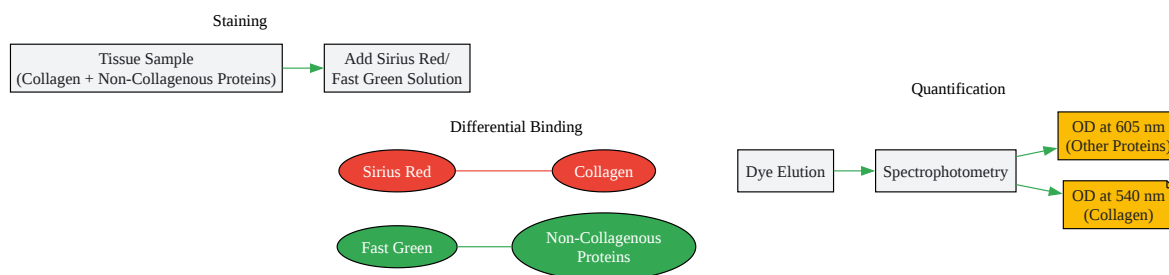 Staining
Tissue Sample
(Collagen + Non-Collagenous Proteins)
Add Sirius Red/
Fast Green Solution
Differential Binding
Sirius Red
Collagen
Fast Green
Non-Collagenous
Proteins
Quantification
Dye Elution
Spectrophotometry
OD at 605 nm
(Other Proteins)
OD at 540 nm
(Collagen)